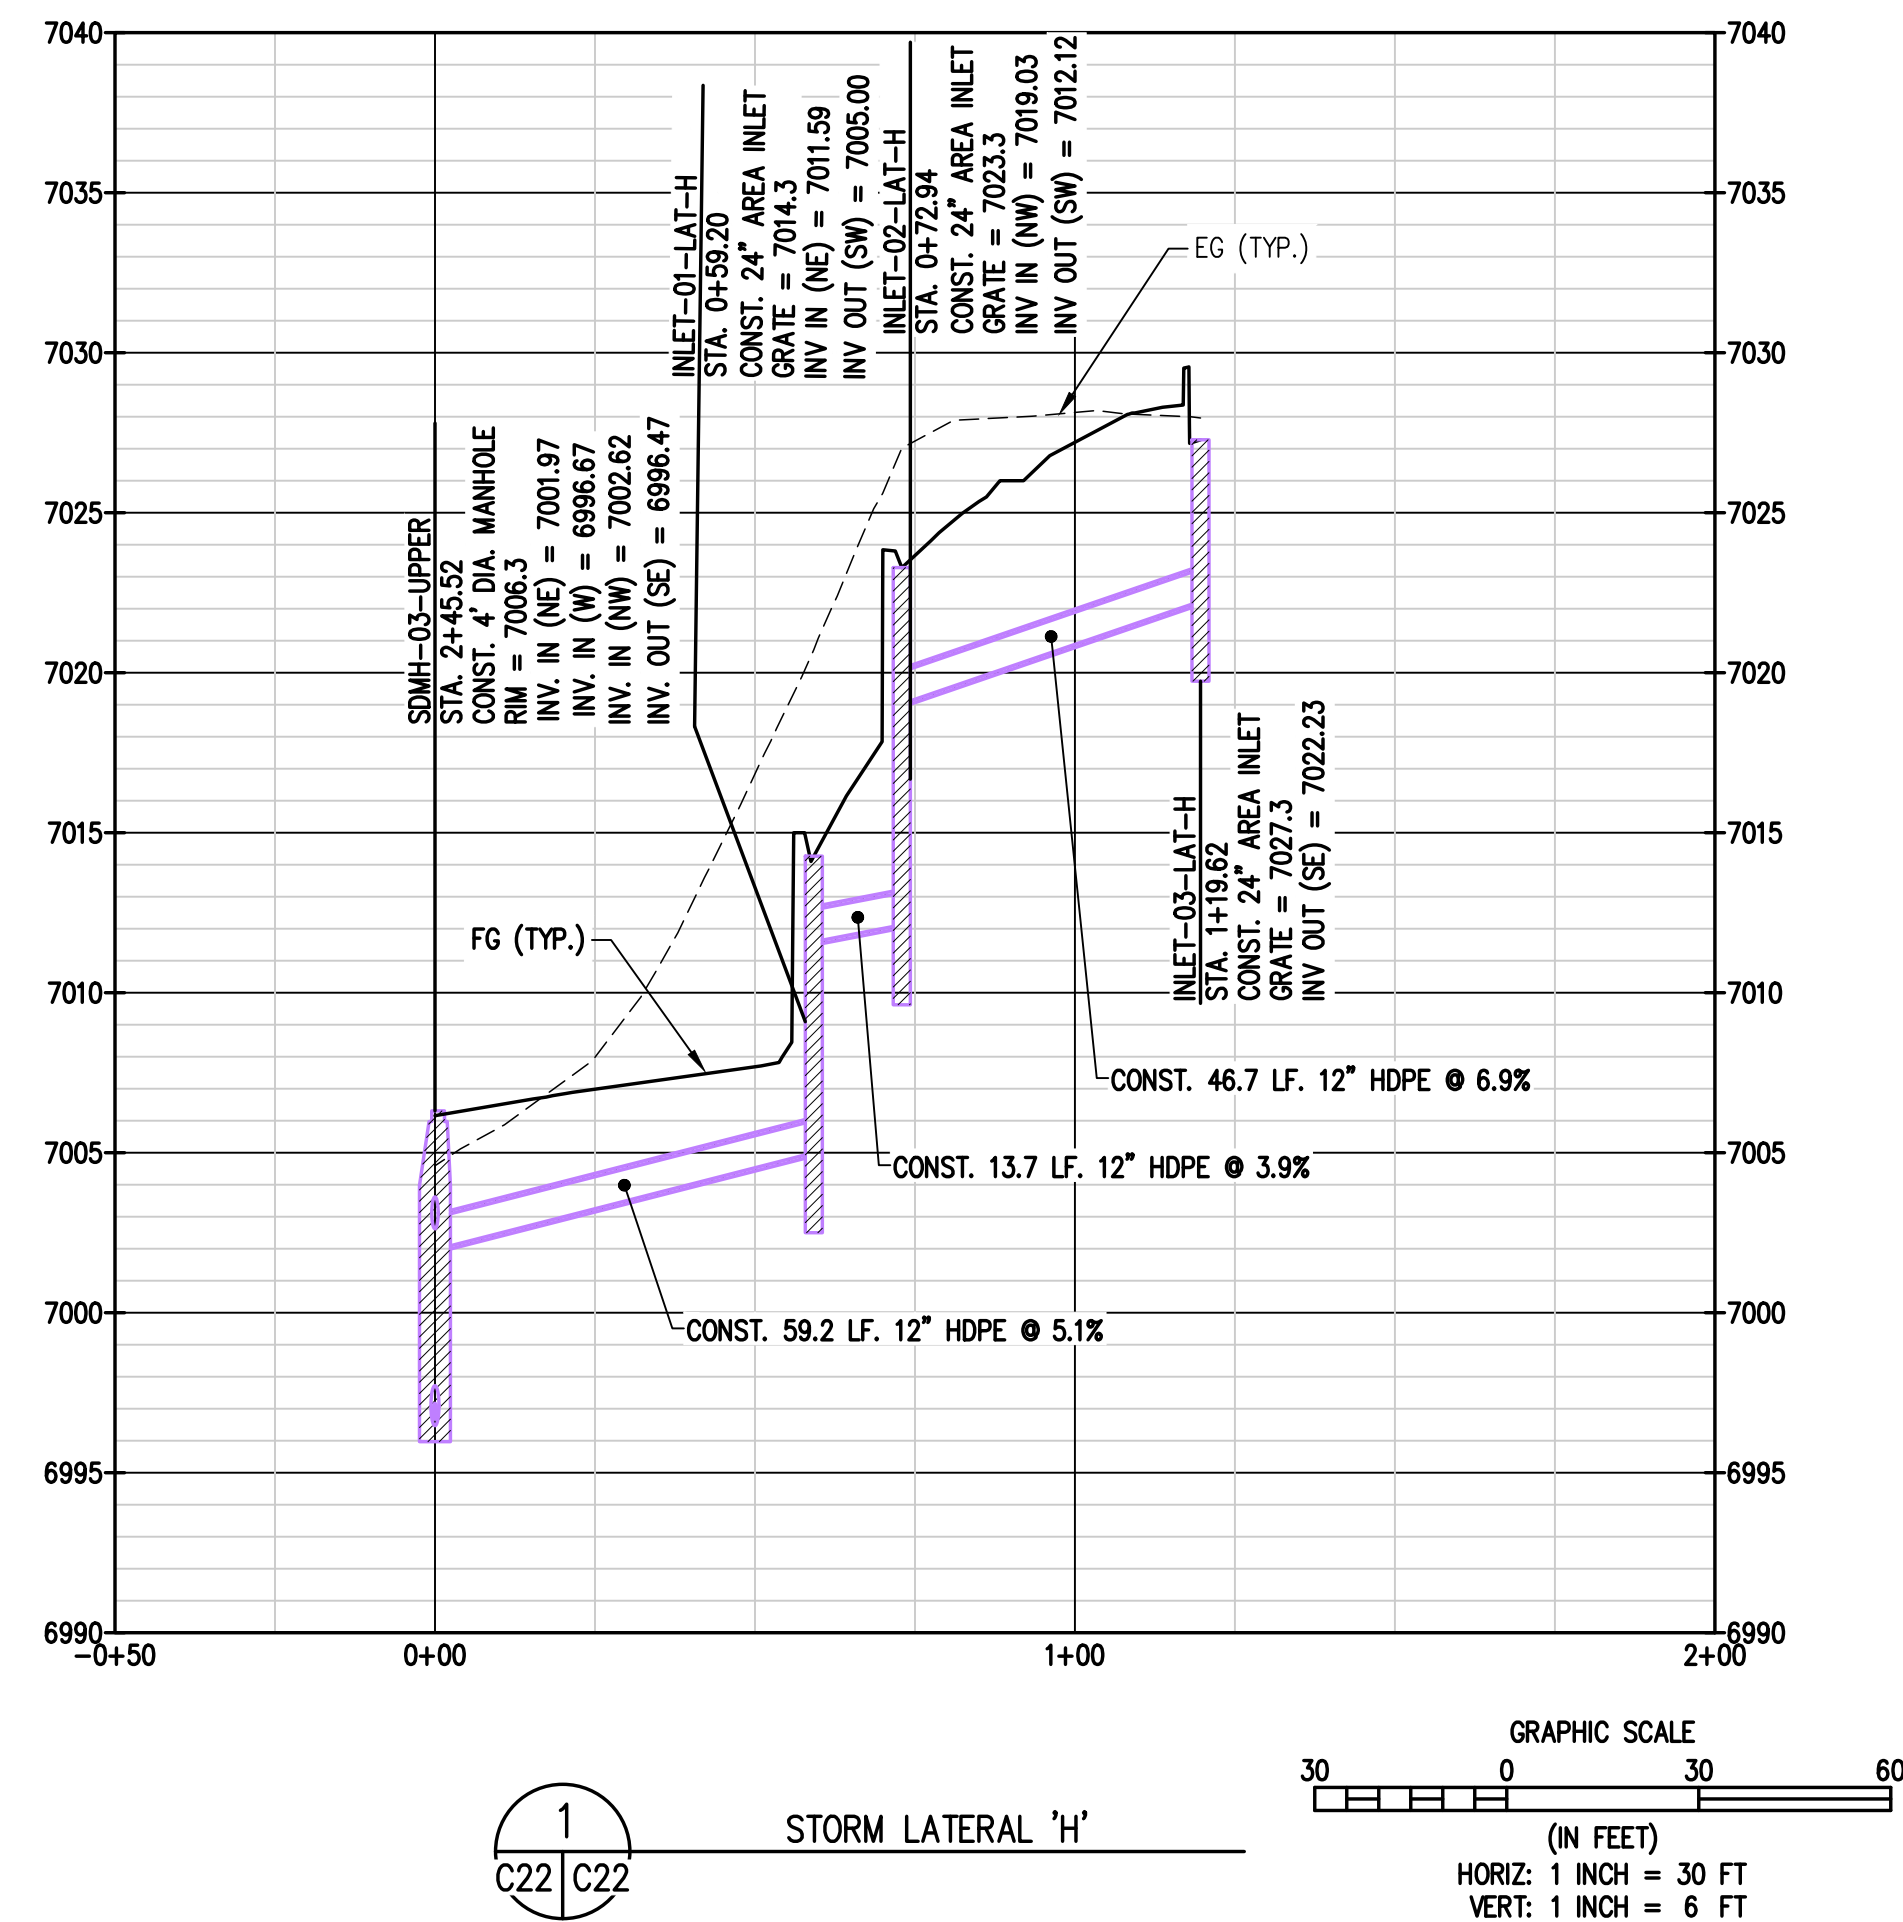 7040
7035
7030
7025
7020
7015
7010
7005
7000
6995
6990
7040
7035
7030
7025
7020
7015
7010
7005
7000
6995
6990
-0+50
0+00
1+00
2+00
SDMH-03-UPPER
STA. 2+45.52
CONST. 4' DIA. MANHOLE
RIM = 7006.3
INV. IN (NE) = 7001.97
INV. IN (W) = 6996.67
INV. IN (NW) = 7002.62
INV. OUT (SE) = 6996.47
INLET-01-LAT-H
STA. 0+59.20
CONST. 24" AREA INLET
GRATE = 7014.3
INV IN (NE) = 7011.59
INV OUT (SW) = 7005.00
INLET-02-LAT-H
STA. 0+72.94
CONST. 24" AREA INLET
GRATE = 7023.3
INV IN (NW) = 7019.03
INV OUT (SW) = 7012.12
EG (TYP.)
INLET-03-LAT-H
STA. 1+19.62
CONST. 24" AREA INLET
GRATE = 7027.3
INV OUT (SE) = 7022.23
FG (TYP.)
CONST. 46.7 LF. 12" HDPE @ 6.9%
CONST. 13.7 LF. 12" HDPE @ 3.9%
CONST. 59.2 LF. 12" HDPE @ 5.1%
1
C22
C22
STORM LATERAL 'H'
GRAPHIC SCALE
30 0 30 60
(IN FEET)
HORIZ: 1 INCH = 30 FT
VERT: 1 INCH = 6 FT